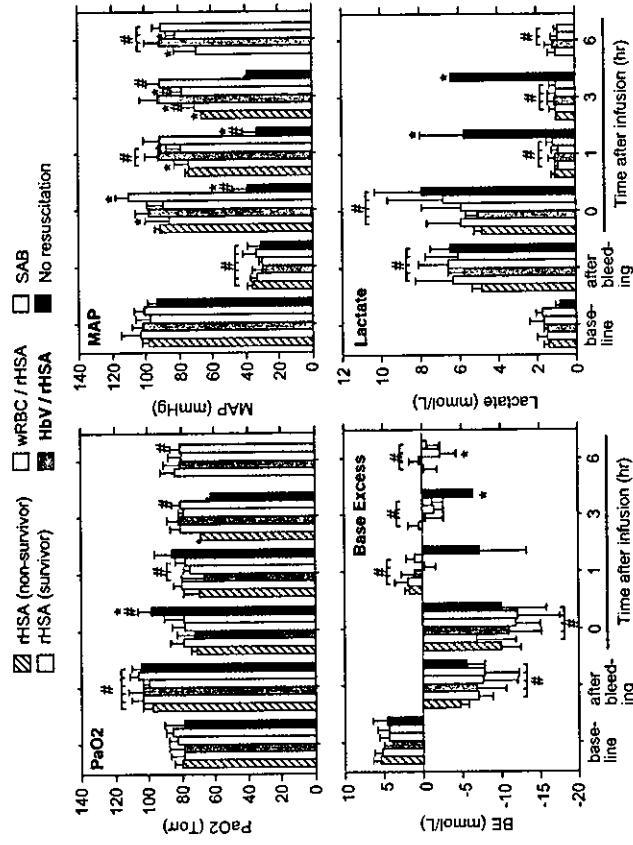 rHSA (non-survivor) wRBC / rHSA SAB
rHSA (survivor) HbV / rHSA No resuscitation
PaO2
PaO2 (Torr)
140
120
100
80
60
40
20
0
# # * # # #
MAP
MAP (mmHg)
140
120
100
80
60
40
20
0
Base Excess
BE (mmol/L)
10
5
0
-5
-10
-15
-20
# # # # * # *
base-line
after bleed-ing
0 1 3 6
Time after infusion (hr)
Lactate
Lactate (mmol/L)
12
10
8
6
4
2
0
# # # * # * #
base-line
after bleed-ing
0 1 3 6
Time after infusion (hr)